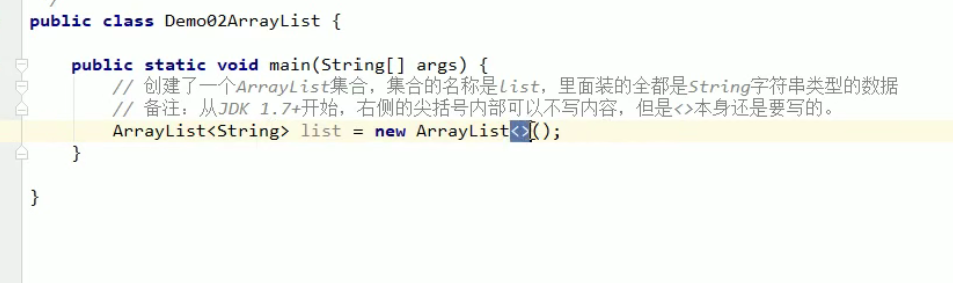 public class Demo02ArrayList {
public static void main(String[] args) {
// 创建了一个ArrayList集合，集合的名称是list，里面装的全都是String字符串类型的数据
// 备注：从JDK 1.7+开始，右侧的尖括号内部可以不写内容，但是<>本身还是要写的。
ArrayList<String> list = new ArrayList<>();
}
}